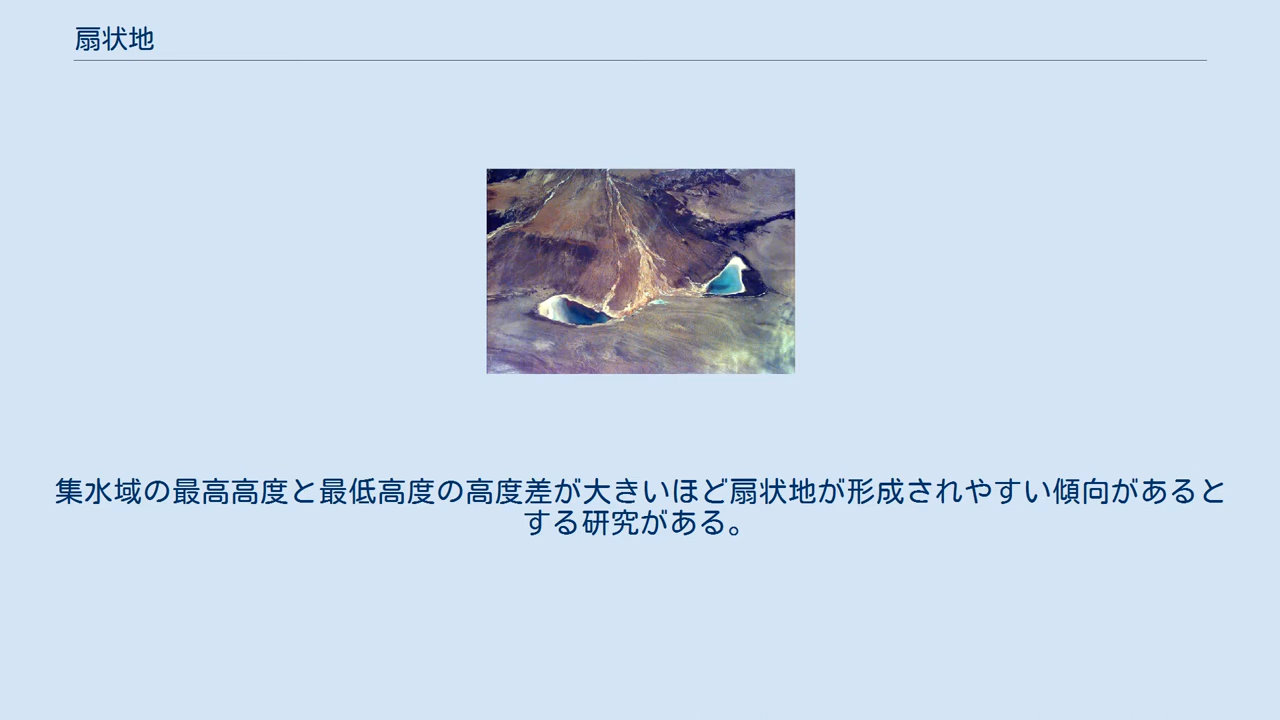 扇状地
集水域の最高高度と最低高度の高度差が大きいほど扇状地が形成されやすい傾向があると
する研究がある。